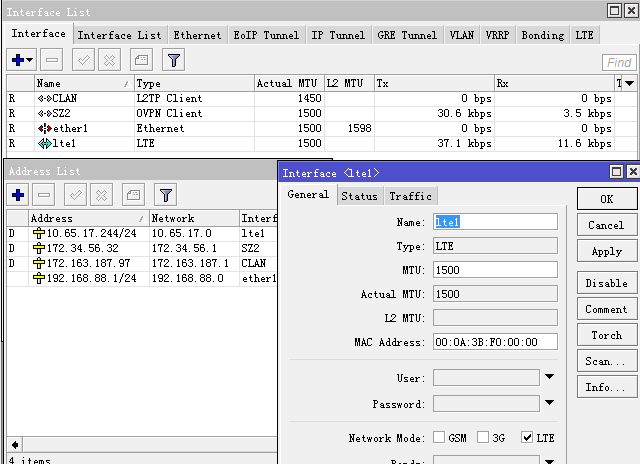 Interface List
Interface Interface List Ethernet EoIP Tunnel IP Tunnel GRE Tunnel VLAN VRRP Bonding LTE
Find
Name Type Actual MTU L2 MTU Tx Rx T
R CLAN L2TP Client 1450 0 bps 0 bps
R SZ2 OVPN Client 1500 30.6 kbps 3.5 kbps
R ether1 Ethernet 1500 1598 0 bps 0 bps
R lte1 LTE 1500 37.1 kbps 11.6 kbps
Address List
Address Network Interf
D 10.65.17.244/24 10.65.17.0 lte1
D 172.34.56.32 172.34.56.1 SZ2
D 172.163.187.97 172.163.187.1 CLAN
192.168.88.1/24 192.168.88.0 ether1
4 items
Interface <lte1>
General Status Traffic
Name: lte1
Type: LTE
MTU: 1500
Actual MTU: 1500
L2 MTU:
MAC Address: 00:0A:3B:F0:00:00
User:
Password:
Network Mode: GSM 3G LTE
OK
Cancel
Apply
Disable
Comment
Torch
Scan...
Info...